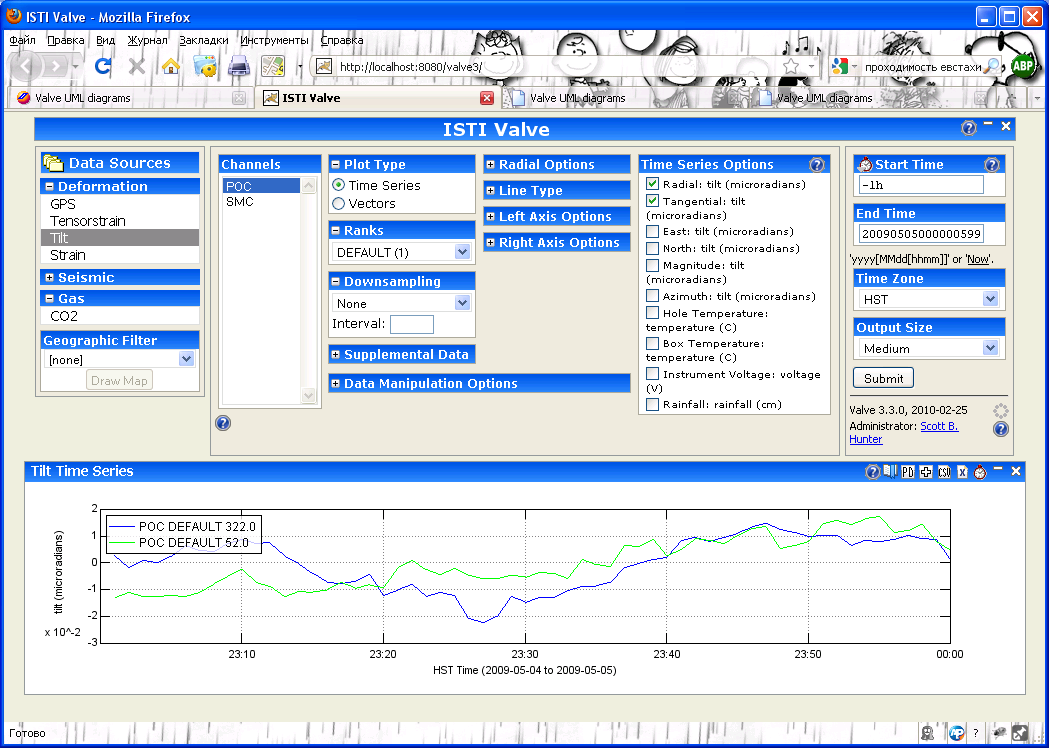 ISTI Valve - Mozilla Firefox
Файл Правка Вид Журнал Закладки Инструменты Справка
http://localhost:8080/valve3/
проходимость евстахи
ABP
Valve UML diagrams
ISTI Valve
Valve UML diagrams
Valve UML diagrams
ISTI Valve
Data Sources
Deformation
GPS
Tensorstrain
Tilt
Strain
Seismic
Gas
CO2
Geographic Filter
[none]
Draw Map
Channels
POC
SMC
Plot Type
Time Series
Vectors
Ranks
DEFAULT (1)
Downsampling
None
Interval:
Supplemental Data
Data Manipulation Options
Radial Options
Line Type
Left Axis Options
Right Axis Options
Time Series Options
Radial: tilt (microradians)
Tangential: tilt
(microradians)
East: tilt (microradians)
North: tilt (microradians)
Magnitude: tilt
(microradians)
Azimuth: tilt (microradians)
Hole Temperature:
temperature (C)
Box Temperature:
temperature (C)
Instrument Voltage: voltage
(V)
Rainfall: rainfall (cm)
Start Time
-1h
End Time
20090505000000599
'yyyy[MMdd[hhmm]]' or 'Now'.
Time Zone
HST
Output Size
Medium
Submit
Valve 3.3.0, 2010-02-25
Administrator: Scott B.
Hunter
Tilt Time Series
PD
CSV
X
POC DEFAULT 322.0
POC DEFAULT 52.0
tilt (microradians)
x 10^-2
2
1
0
-1
-2
-3
23:10 23:20 23:30 23:40 23:50 00:00
HST Time (2009-05-04 to 2009-05-05)
Готово
AP
?